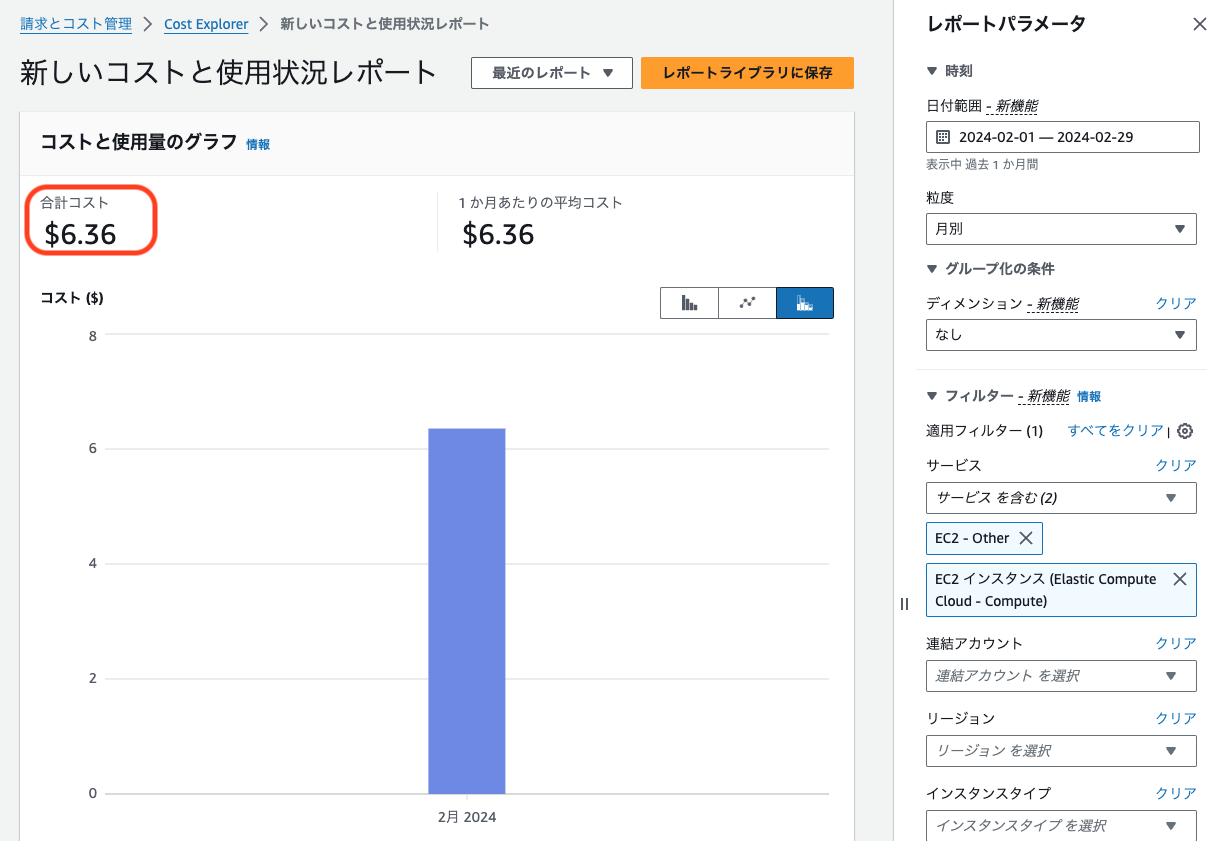 請求とコスト管理 > Cost Explorer > 新しいコストと使用状況レポート
新しいコストと使用状況レポート
最近のレポート ▼
レポートライブラリに保存
コストと使用量のグラフ 情報
合計コスト
$6.36
1 か月あたりの平均コスト
$6.36
コスト ($)
8
6
4
2
0
2月 2024
レポートパラメータ
▼ 時刻
日付範囲 - 新機能
2024-02-01 — 2024-02-29
表示中 過去 1 か月間
粒度
月別
▼ グループ化の条件
ディメンション - 新機能 クリア
なし
▼ フィルター - 新機能 情報
適用フィルター (1) すべてをクリア |
サービス クリア
サービス を含む (2)
EC2 - Other
EC2 インスタンス (Elastic Compute
Cloud - Compute)
連結アカウント クリア
連結アカウント を選択
リージョン クリア
リージョン を選択
インスタンスタイプ クリア
インスタンスタイプ を選択